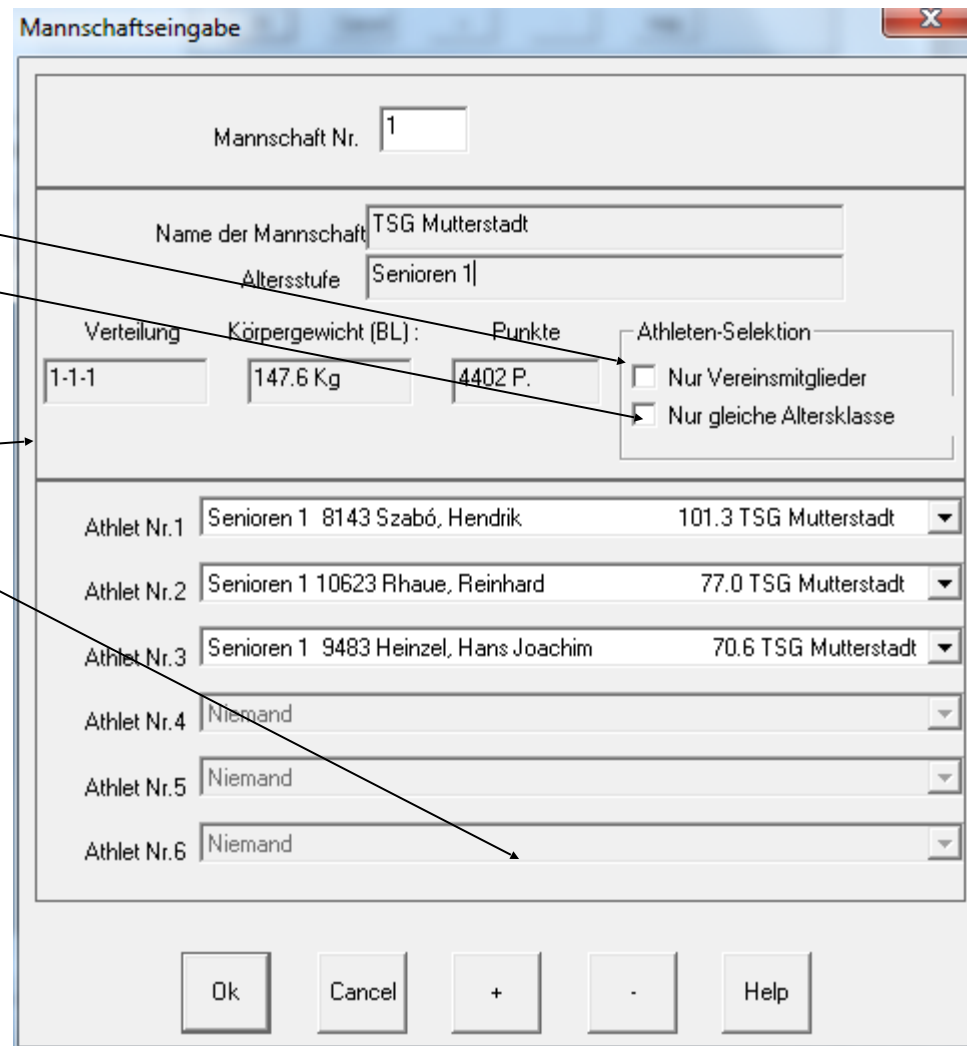 Mannschaftseingabe
Mannschaft Nr. 1
Name der Mannschaft TSG Mutterstadt
Altersstufe Senioren 1
Verteilung Körpergewicht (BL) : Punkte Athleten-Selektion
1-1-1 147.6 Kg 4402 P. Nur Vereinsmitglieder
Nur gleiche Altersklasse
Athlet Nr.1 Senioren 1 8143 Szabó, Hendrik 101.3 TSG Mutterstadt
Athlet Nr.2 Senioren 1 10623 Rhaue, Reinhard 77.0 TSG Mutterstadt
Athlet Nr.3 Senioren 1 9483 Heinzel, Hans Joachim 70.6 TSG Mutterstadt
Athlet Nr.4 Niemand
Athlet Nr.5 Niemand
Athlet Nr.6 Niemand
Ok Cancel + - Help